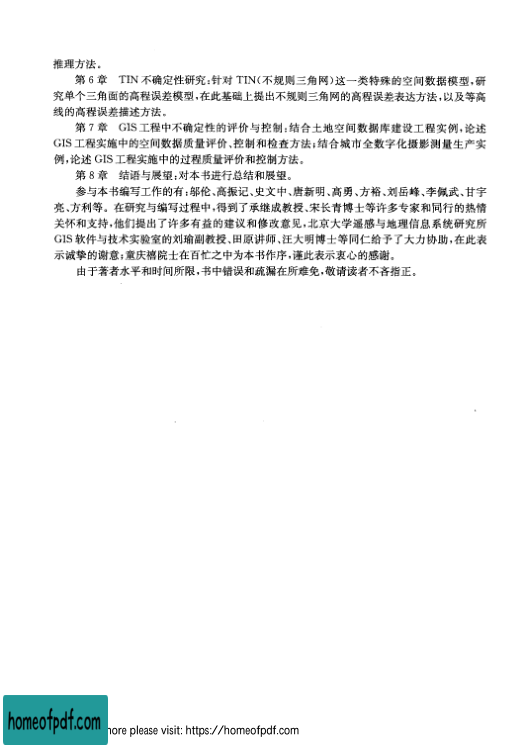 推理方法。
第 6 章　TIN 不确定性研究:针对 TIN(不规则三角网)这一类特殊的空间数据模型,研
究单个三角面的高程误差模型,在此基础上提出不规则三角网的高程误差表达方法,以及等高
线的高程误差描述方法。
第 7 章　GIS 工程中不确定性的评价与控制:结合土地空间数据库建设工程实例,论述
GIS 工程实施中的空间数据质量评价、控制和检查方法;结合城市全数字化摄影测量生产实
例,论述 GIS 工程实施中的过程质量评价和控制方法。
第 8 章　结语与展望:对本书进行总结和展望。
参与本书编写工作的有:邬伦、高振记、史文中、唐新明、高勇、方裕、刘岳峰、李佩武、甘宇
亮、方利等。在研究与编写过程中,得到了承继成教授、宋长青博士等许多专家和同行的热情
关怀和支持,他们提出了许多有益的建议和修改意见,北京大学遥感与地理信息系统研究所
GIS 软件与技术实验室的刘瑜副教授、田原讲师、汪大明博士等同仁给予了大力协助,在此表
示诚挚的谢意;童庆禧院士在百忙之中为本书作序,谨此表示衷心的感谢。
由于著者水平和时间所限,书中错误和疏漏在所难免,敬请读者不吝指正。
homeofpdf.com
more please visit: https://homeofpdf.com